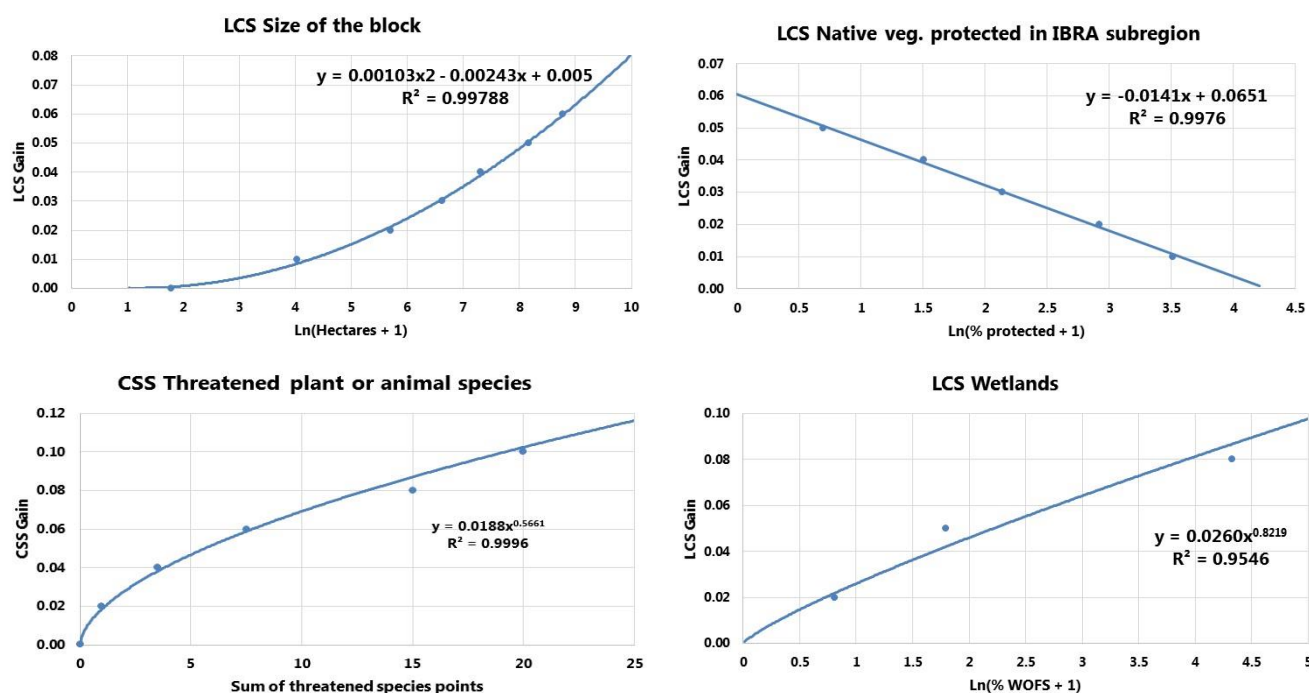 LCS Size of the block
0.08
0.07
0.06
0.05
0.04
0.03
0.02
0.01
0.00
LCS Gain
y = 0.00103x2 - 0.00243x + 0.005
R² = 0.99788
0 1 2 3 4 5 6 7 8 9 10
Ln(Hectares + 1)
LCS Native veg. protected in IBRA subregion
0.07
0.06
0.05
0.04
0.03
0.02
0.01
0.00
LCS Gain
y = -0.0141x + 0.0651
R² = 0.9976
0 1 1.5 2 2.5 3 3.5 4 4.5
Ln(% protected + 1)
CSS Threatened plant or animal species
0.12
0.10
0.08
0.06
0.04
0.02
0.00
CSS Gain
y = 0.0188x^0.5661
R² = 0.9996
0 5 10 15 20 25
Sum of threatened species points
LCS Wetlands
0.10
0.08
0.06
0.04
0.02
0.00
LCS Gain
y = 0.0260x^0.8219
R² = 0.9546
0 0.5 1 1.5 2 2.5 3 3.5 4 4.5 5
Ln(% WOFS + 1)